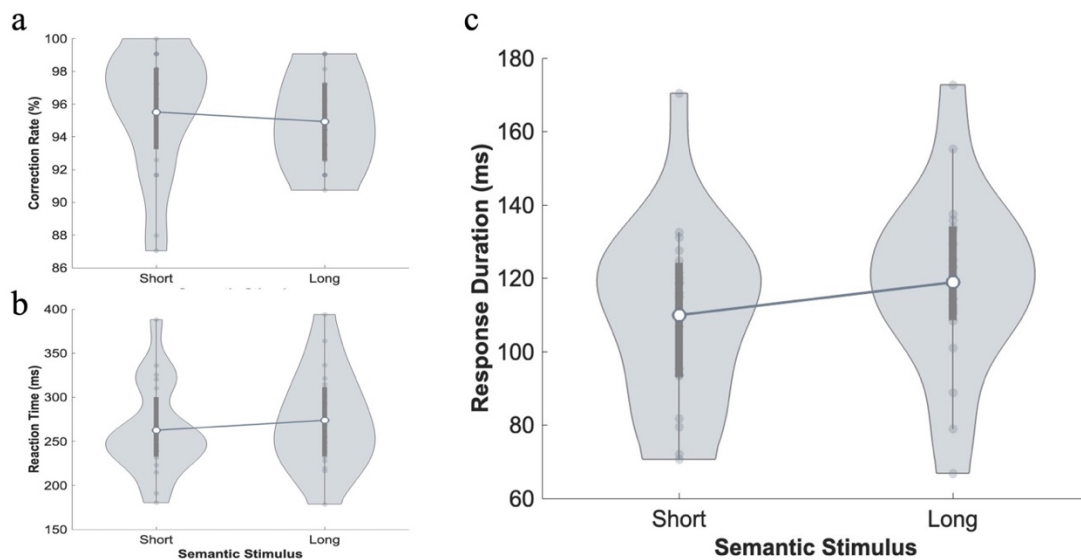 a
Correction Rate (%)
100
98
96
94
92
90
88
86
Short
Long
b
Reaction Time (ms)
400
350
300
250
200
150
Short
Long
Semantic Stimulus
c
Response Duration (ms)
180
160
140
120
100
80
60
Short
Long
Semantic Stimulus